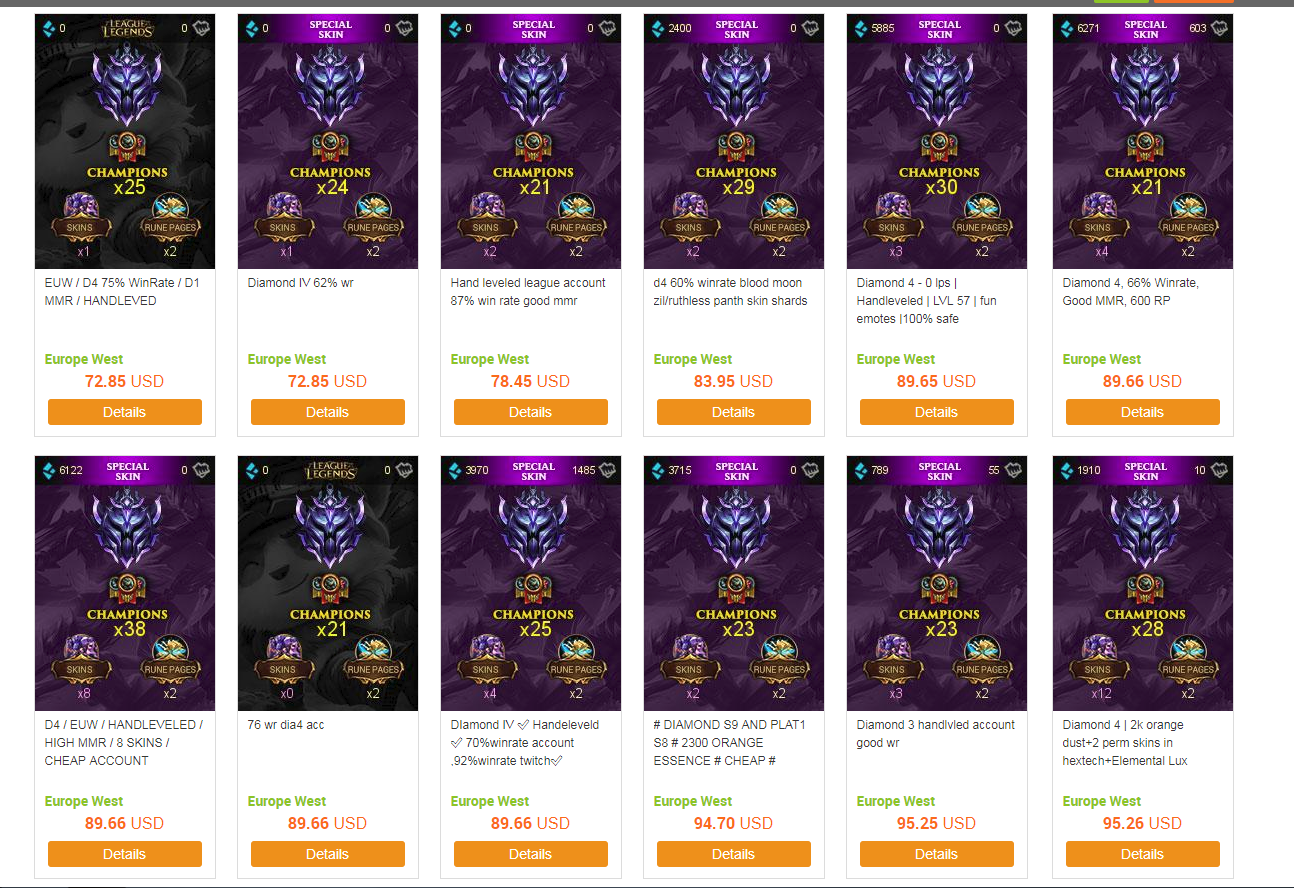 0 LEAGUE OF LEGENDS 0
CHAMPIONS
x25
SKINS RUNE PAGES
x1 x2
EUW / D4 75% WinRate / D1
MMR / HANDLEVED
Europe West
72.85 USD
Details
0 SPECIAL SKIN 0
CHAMPIONS
x24
SKINS RUNE PAGES
x1 x2
Diamond IV 62% wr
Europe West
72.85 USD
Details
0 SPECIAL SKIN 0
CHAMPIONS
x21
SKINS RUNE PAGES
x2 x2
Hand leveled league account
87% win rate good mmr
Europe West
78.45 USD
Details
2400 SPECIAL SKIN 0
CHAMPIONS
x29
SKINS RUNE PAGES
x2 x2
d4 60% winrate blood moon
zil/ruthless panth skin shards
Europe West
83.95 USD
Details
5885 SPECIAL SKIN 0
CHAMPIONS
x30
SKINS RUNE PAGES
x3 x2
Diamond 4 - 0 lps |
Handleveled | LVL 57 | fun
emotes |100% safe
Europe West
89.65 USD
Details
6271 SPECIAL SKIN 603
CHAMPIONS
x21
SKINS RUNE PAGES
x4 x2
Diamond 4, 66% Winrate,
Good MMR, 600 RP
Europe West
89.66 USD
Details
6122 SPECIAL SKIN 0
CHAMPIONS
x38
SKINS RUNE PAGES
x8 x2
D4 / EUW / HANDLEVELED /
HIGH MMR / 8 SKINS /
CHEAP ACCOUNT
Europe West
89.66 USD
Details
0 LEAGUE OF LEGENDS 0
CHAMPIONS
x21
SKINS RUNE PAGES
x0 x2
76 wr dia4 acc
Europe West
89.66 USD
Details
3970 SPECIAL SKIN 1485
CHAMPIONS
x25
SKINS RUNE PAGES
x4 x2
DIamond IV ✅ Handeleveld
✅ 70%winrate account
,92%winrate twitch✅
Europe West
89.66 USD
Details
3715 SPECIAL SKIN 0
CHAMPIONS
x23
SKINS RUNE PAGES
x2 x2
# DIAMOND S9 AND PLAT1
S8 # 2300 ORANGE
ESSENCE # CHEAP #
Europe West
94.70 USD
Details
789 SPECIAL SKIN 55
CHAMPIONS
x23
SKINS RUNE PAGES
x3 x2
Diamond 3 handlvled account
good wr
Europe West
95.25 USD
Details
1910 SPECIAL SKIN 10
CHAMPIONS
x28
SKINS RUNE PAGES
x12 x2
Diamond 4 | 2k orange
dust+2 perm skins in
hextech+Elemental Lux
Europe West
95.26 USD
Details